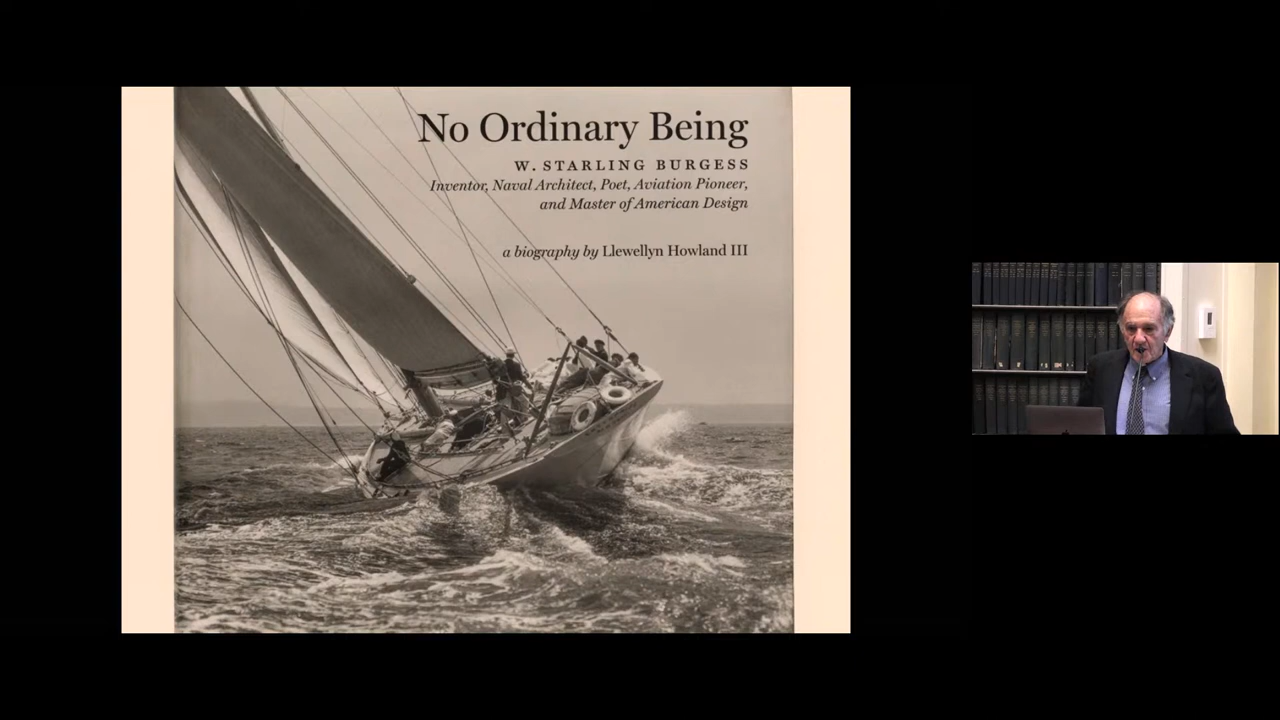 No Ordinary Being
W. STARLING BURGESS
Inventor, Naval Architect, Poet, Aviation Pioneer,
and Master of American Design
a biography by Llewellyn Howland III